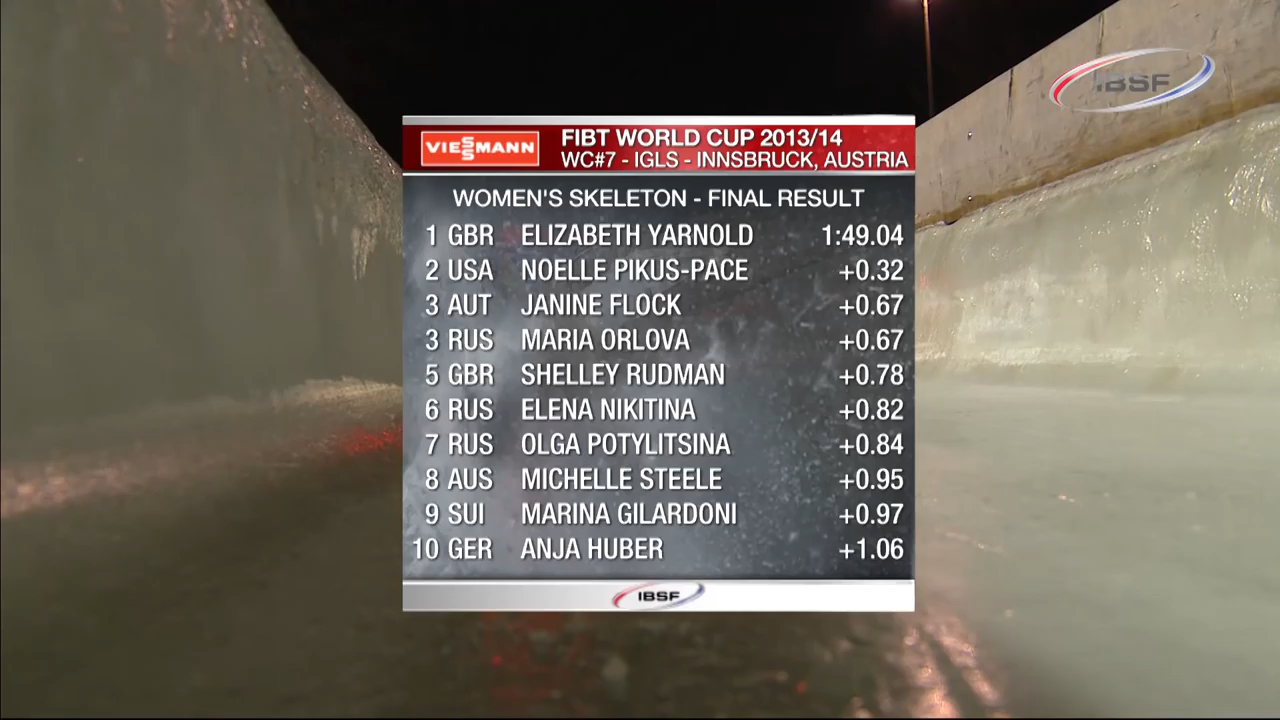 IBSF
VIESSMANN
FIBT WORLD CUP 2013/14
WC#7 - IGLS - INNSBRUCK, AUSTRIA
WOMEN'S SKELETON - FINAL RESULT
1 GBR ELIZABETH YARNOLD 1:49.04
2 USA NOELLE PIKUS-PACE +0.32
3 AUT JANINE FLOCK +0.67
3 RUS MARIA ORLOVA +0.67
5 GBR SHELLEY RUDMAN +0.78
6 RUS ELENA NIKITINA +0.82
7 RUS OLGA POTYLITSINA +0.84
8 AUS MICHELLE STEELE +0.95
9 SUI MARINA GILARDONI +0.97
10 GER ANJA HUBER +1.06
IBSF